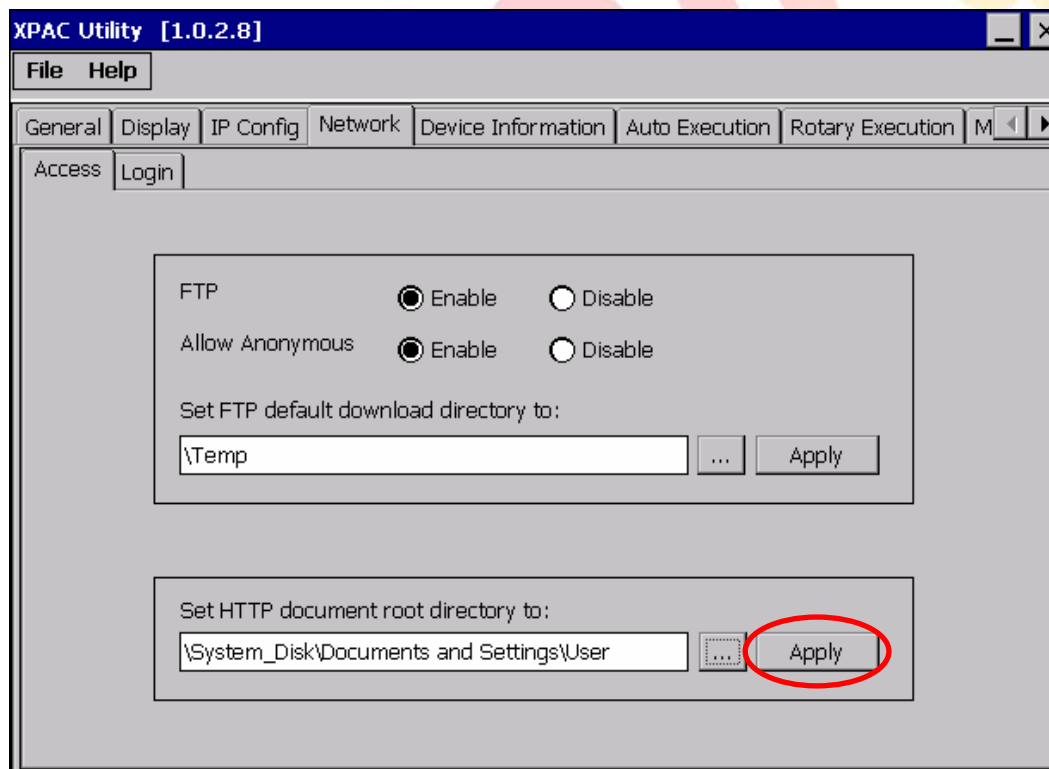 XPAC Utility [1.0.2.8]
File Help
General Display IP Config Network Device Information Auto Execution Rotary Execution M
Access Login
FTP Enable Disable
Allow Anonymous Enable Disable
Set FTP default download directory to:
\Temp ... Apply
Set HTTP document root directory to:
\System_Disk\Documents and Settings\User ... Apply